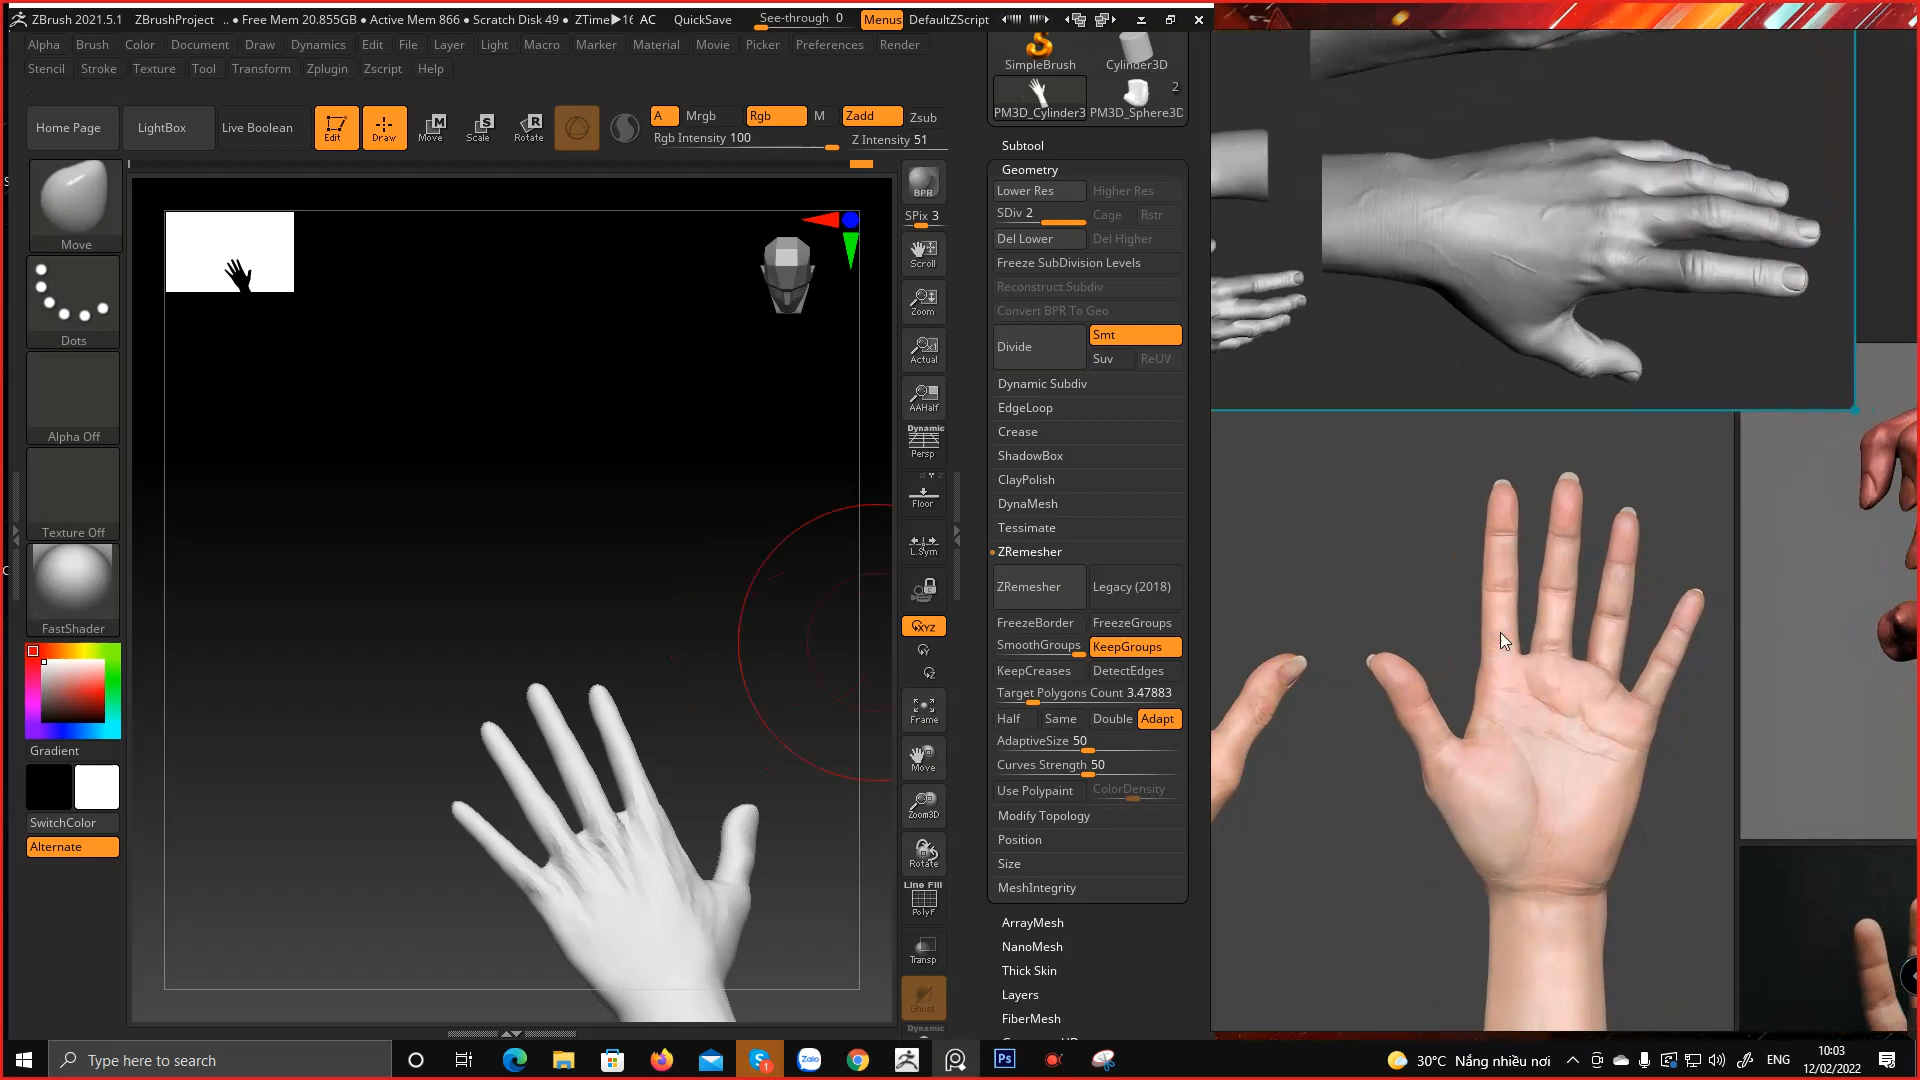 ZBrush 2021.5.1 ZBrushProject .. ● Free Mem 20.855GB ● Active Mem 866 ● Scratch Disk 49 ● ZTime▶16 AC QuickSave See-through 0 Menus DefaultZScript
Alpha Brush Color Document Draw Dynamics Edit File Layer Light Macro Marker Material Movie Picker Preferences Render
Stencil Stroke Texture Tool Transform Zplugin Zscript Help
Home Page LightBox Live Boolean Edit Draw Move Scale Rotate A Mrgb Rgb M Zadd Zsub
Rgb Intensity 100 Z Intensity 51
Move
Dots
Alpha Off
Texture Off
FastShader
Gradient
SwitchColor
Alternate
BPR
SPix 3
Scroll
Zoom
Actual
AAHalf
Dynamic
Persp
Floor
L.Sym
XYZ
Frame
Move
Zoom3D
Rotate
Line Fill
PolyF
Transp
Ghost
Dynamic
SimpleBrush Cylinder3D
2
PM3D_Cylinder3 PM3D_Sphere3D
Subtool
Geometry
Lower Res Higher Res
SDiv 2 Cage Rstr
Del Lower Del Higher
Freeze SubDivision Levels
Reconstruct Subdiv
Convert BPR To Geo
Divide Smt
Suv ReUV
Dynamic Subdiv
EdgeLoop
Crease
ShadowBox
ClayPolish
DynaMesh
Tessimate
ZRemesher
ZRemesher Legacy (2018)
FreezeBorder FreezeGroups
SmoothGroups KeepGroups
KeepCreases DetectEdges
Target Polygons Count 3.47883
Half Same Double Adapt
AdaptiveSize 50
Curves Strength 50
Use Polypaint ColorDensity
Modify Topology
Position
Size
MeshIntegrity
ArrayMesh
NanoMesh
Thick Skin
Layers
FiberMesh
Type here to search
Zalo
Ps
30°C Nắng nhiều nơi
ENG
10:03
12/02/2022